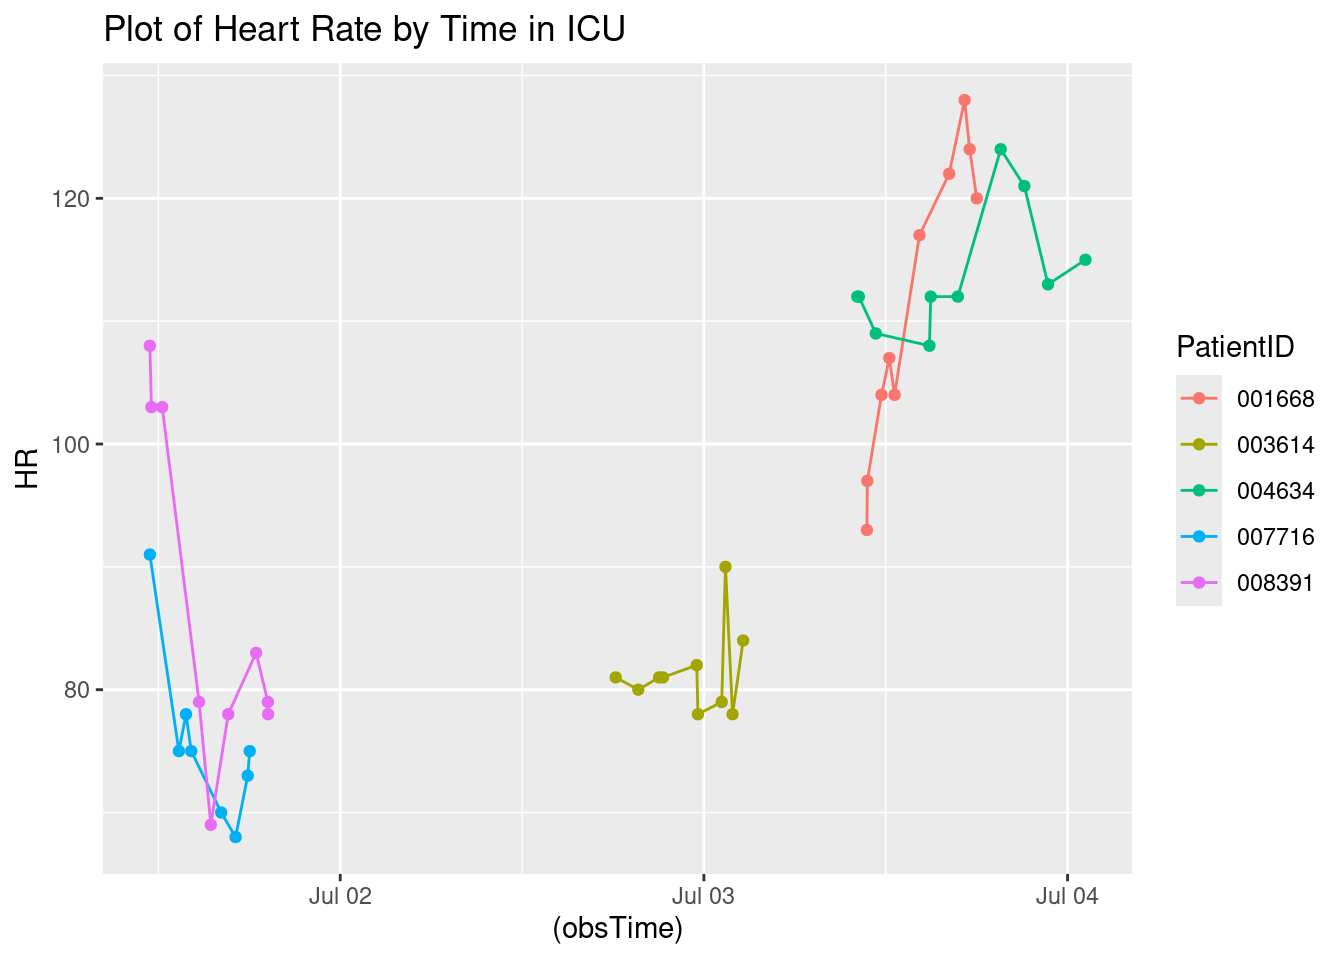 Plot of Heart Rate by Time in ICU
120
100
80
HR
Jul 02
Jul 03
Jul 04
(obsTime)
PatientID
001668
003614
004634
007716
008391